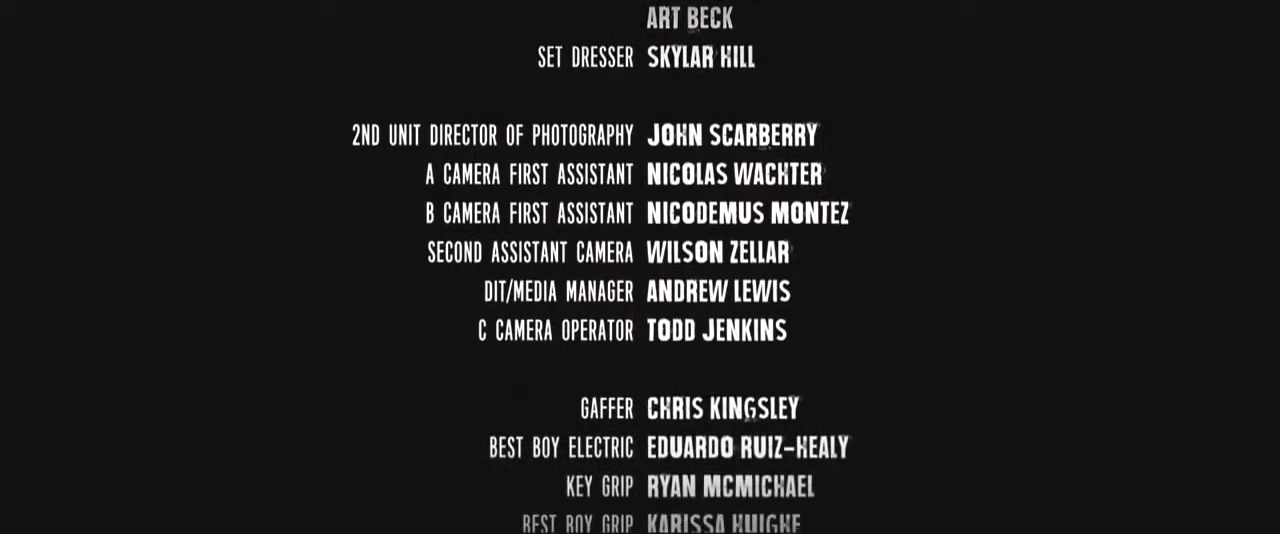 ART BECK
SET DRESSER SKYLAR HILL
2ND UNIT DIRECTOR OF PHOTOGRAPHY JOHN SCARBERRY
A CAMERA FIRST ASSISTANT NICOLAS WACHTER
B CAMERA FIRST ASSISTANT NICODEMUS MONTEZ
SECOND ASSISTANT CAMERA WILSON ZELLAR
DIT/MEDIA MANAGER ANDREW LEWIS
C CAMERA OPERATOR TODD JENKINS
GAFFER CHRIS KINGSLEY
BEST BOY ELECTRIC EDUARDO RUIZ-HEALY
KEY GRIP RYAN MCMICHAEL
BEST BOY GRIP KARISSA HUIGHE